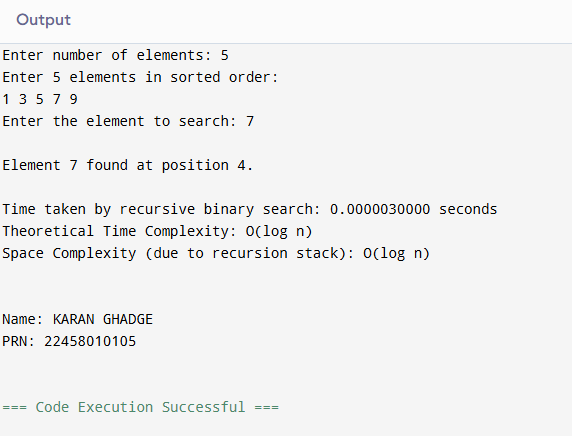 Output
Enter number of elements: 5
Enter 5 elements in sorted order:
1 3 5 7 9
Enter the element to search: 7
Element 7 found at position 4.
Time taken by recursive binary search: 0.0000030000 seconds
Theoretical Time Complexity: O(log n)
Space Complexity (due to recursion stack): O(log n)
Name: KARAN GHADGE
PRN: 22458010105
=== Code Execution Successful ===